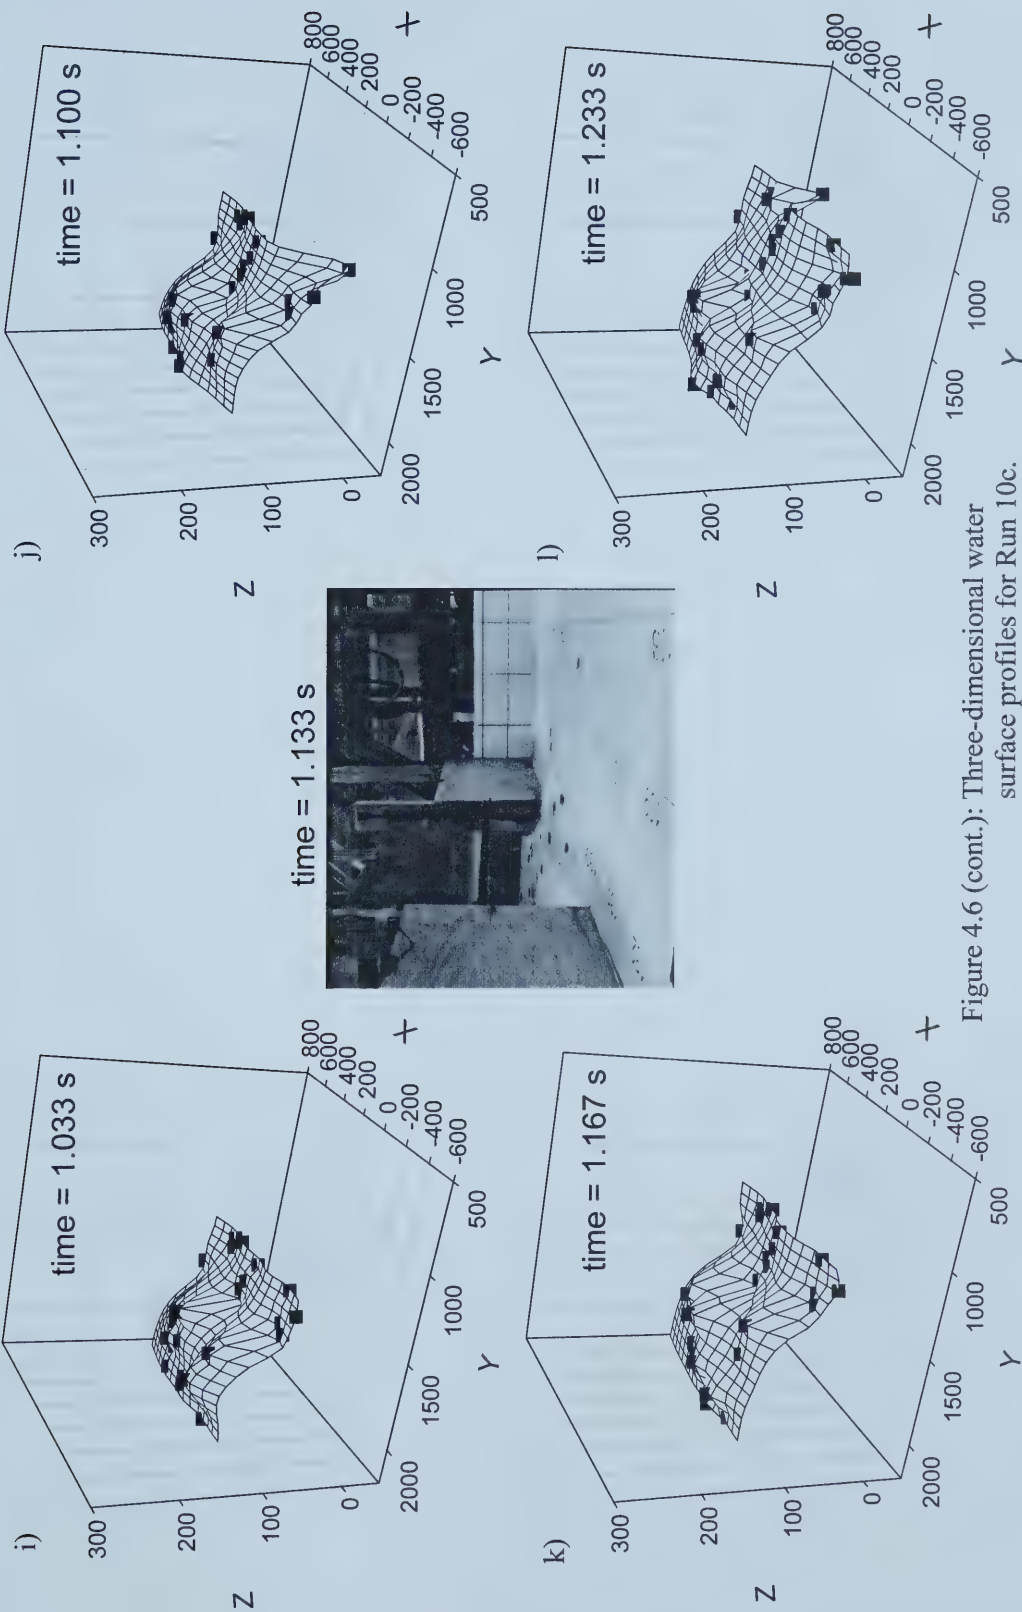 i)
time = 1.033 s
300
200
100
0
Z
2000
1500
1000
500
Y
800
600
400
200
0
-200
-400
-600
X
time = 1.133 s
j)
time = 1.100 s
300
200
100
0
Z
2000
1500
1000
500
Y
800
600
400
200
0
-200
-400
-600
X
k)
time = 1.167 s
300
200
100
0
Z
2000
1500
1000
500
Y
800
600
400
200
0
-200
-400
-600
X
l)
time = 1.233 s
300
200
100
0
Z
2000
1500
1000
500
Y
800
600
400
200
0
-200
-400
-600
X
Figure 4.6 (cont.): Three-dimensional water
surface profiles for Run 10c.